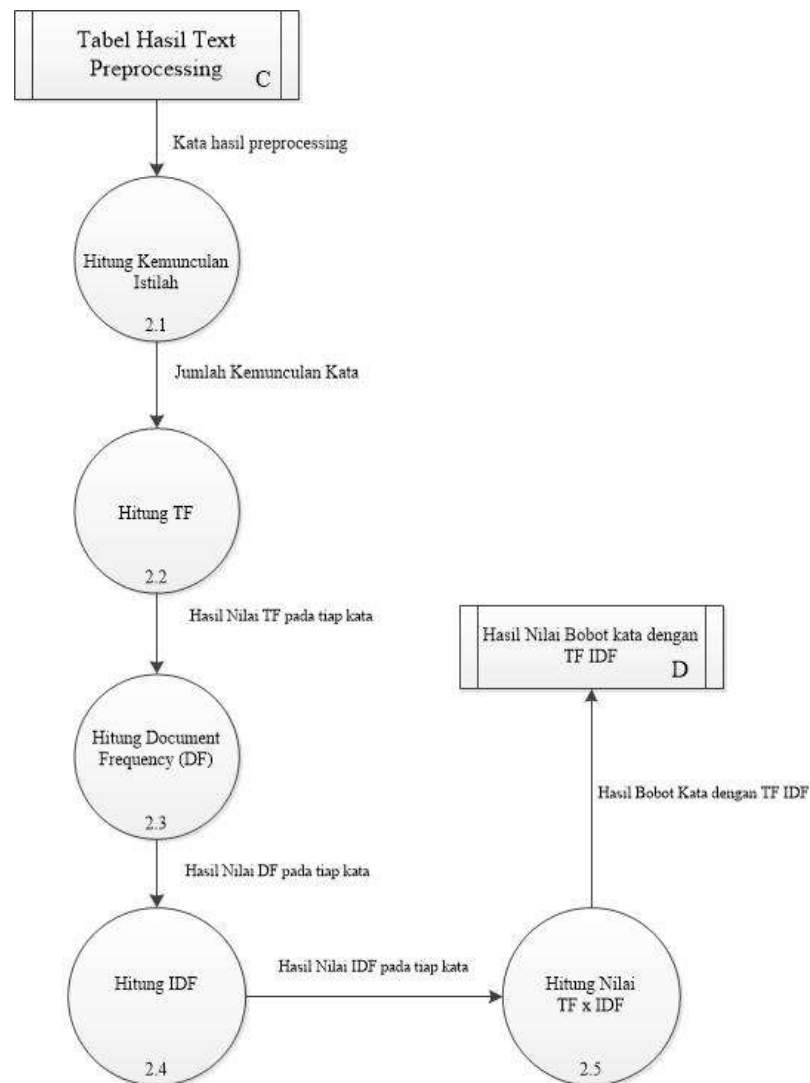 Tabel Hasil Text
Preprocessing
C
Kata hasil preprocessing
Hitung Kemunculan
Istilah
2.1
Jumlah Kemunculan Kata
Hitung TF
2.2
Hasil Nilai TF pada tiap kata
Hitung Document
Frequency (DF)
2.3
Hasil Nilai DF pada tiap kata
Hitung IDF
2.4
Hasil Nilai IDF pada tiap kata
Hitung Nilai
TF x IDF
2.5
Hasil Bobot Kata dengan TF IDF
Hasil Nilai Bobot kata dengan
TF IDF
D